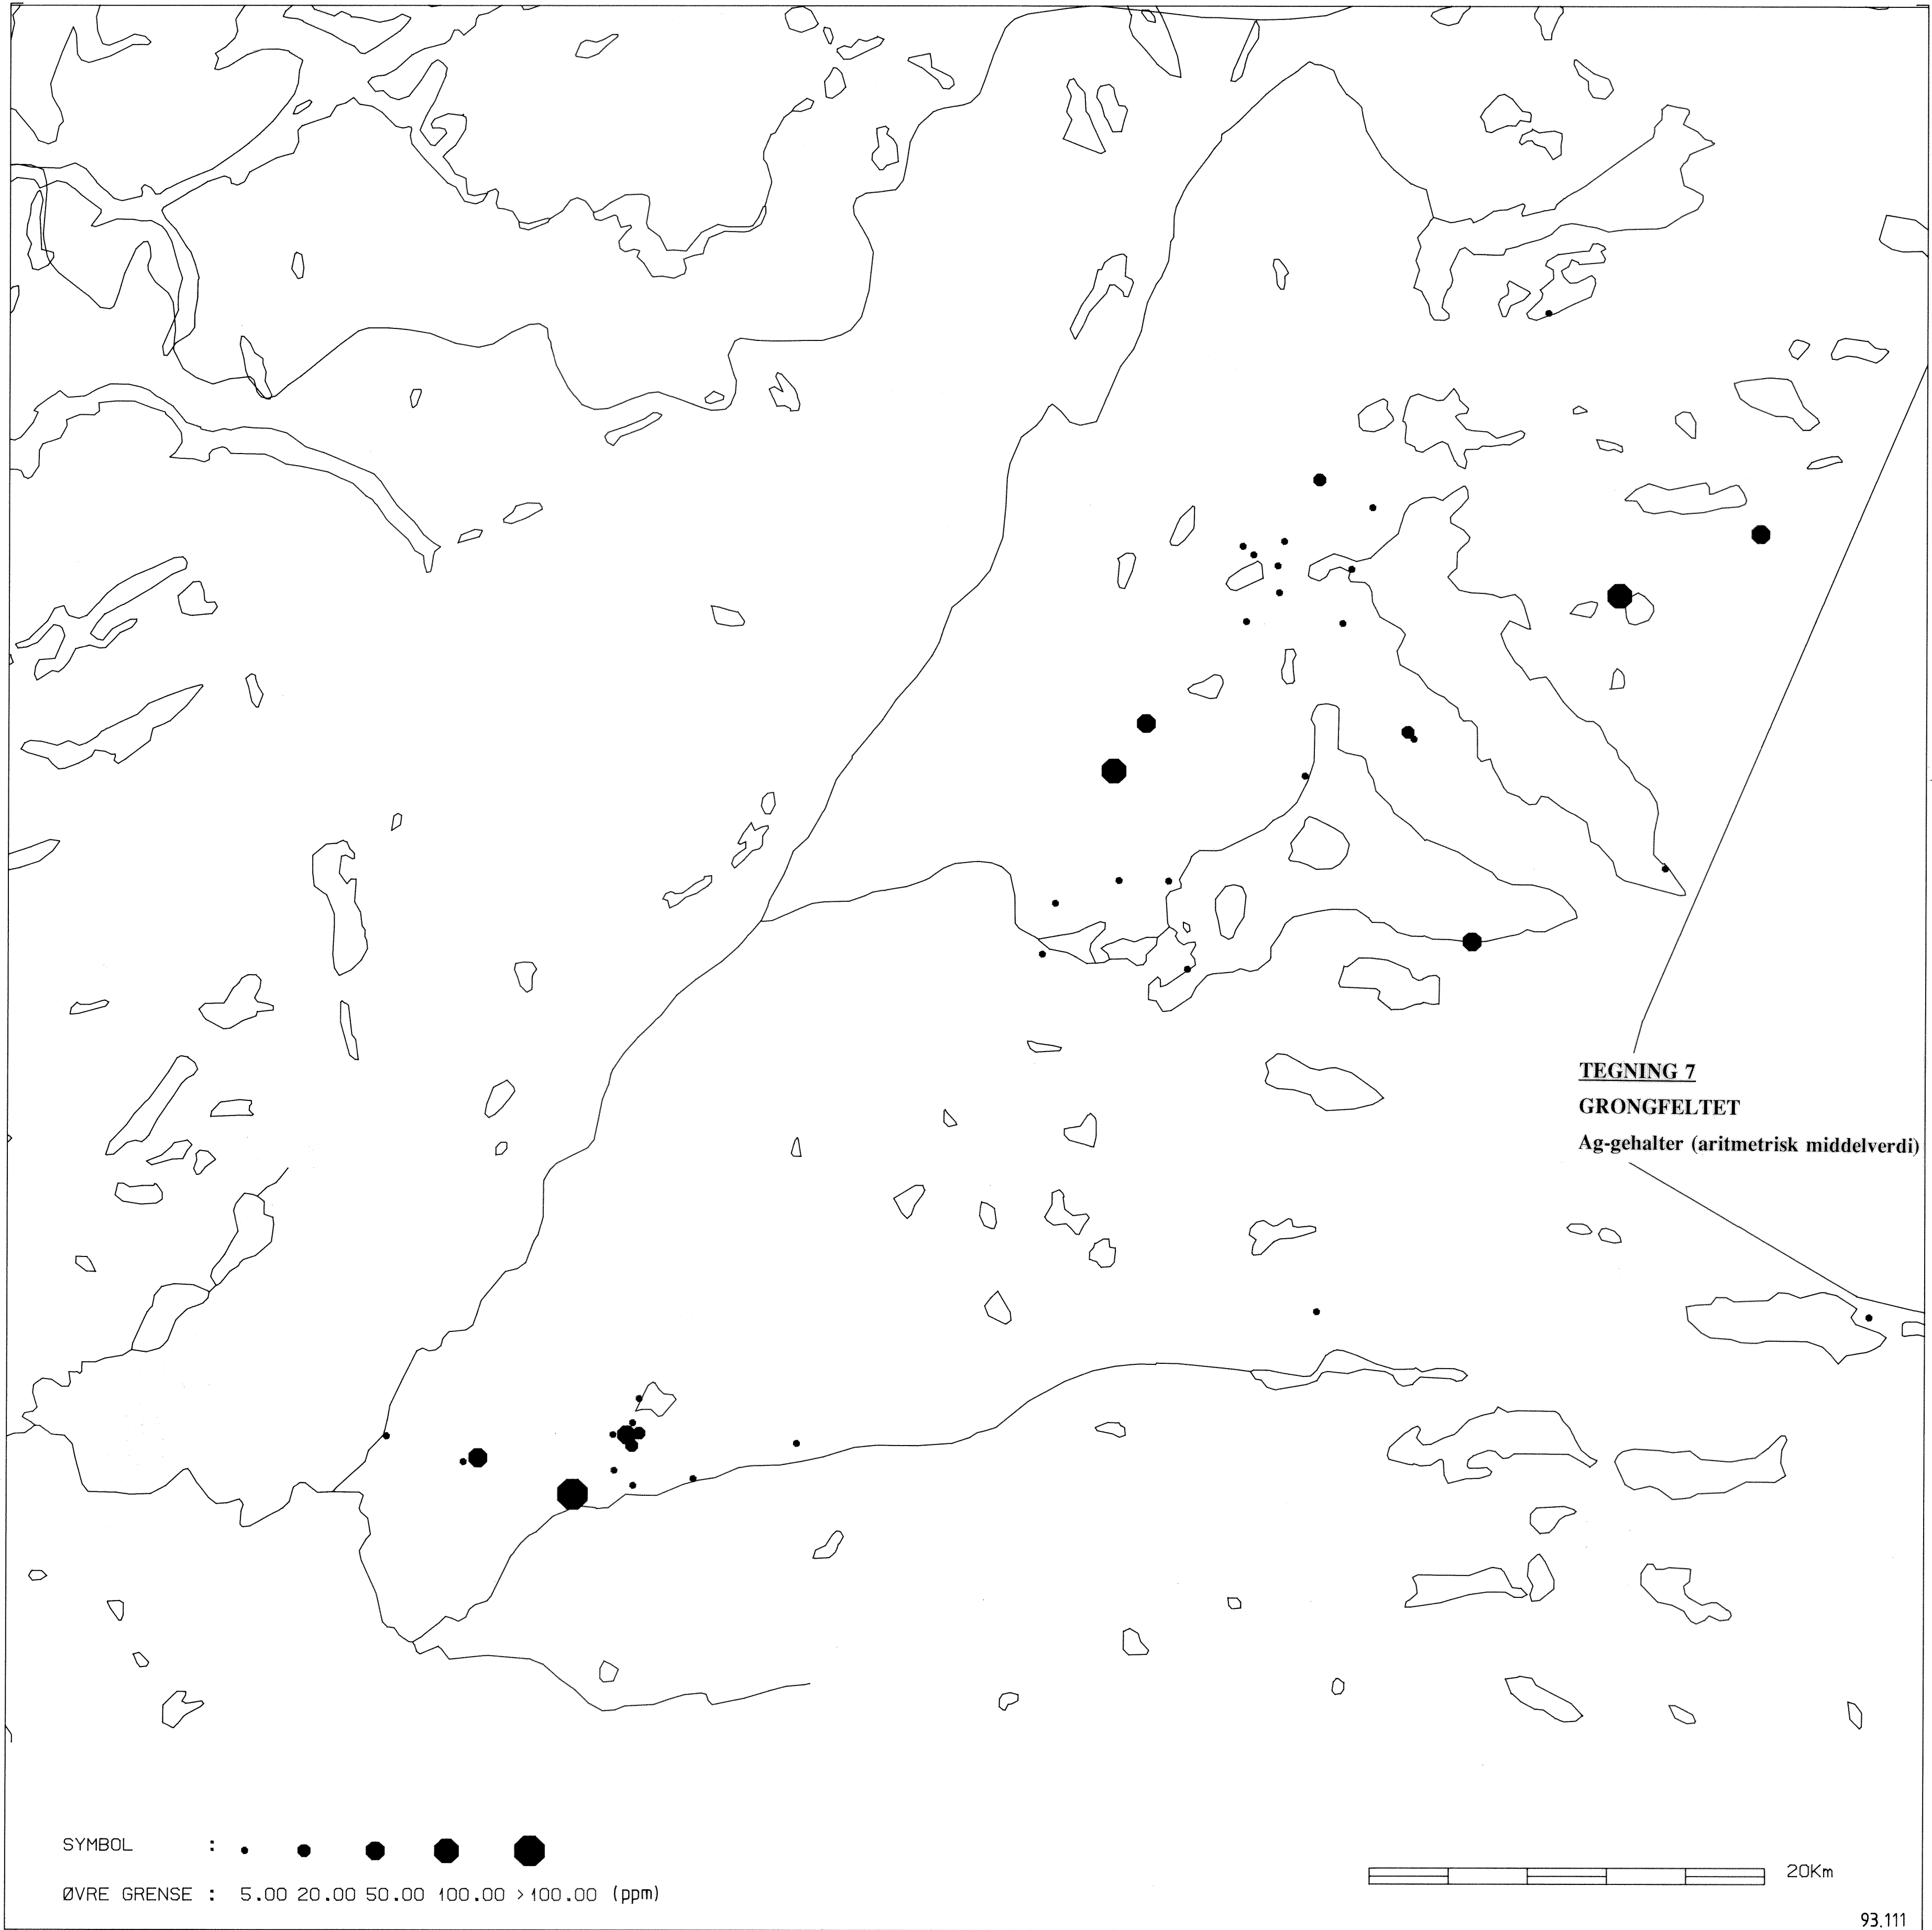 TEGNING 7
GRONGFELTET
Ag-gehalter (aritmetrisk middelverdi)
SYMBOL :
ØVRE GRENSE : 5.00 20.00 50.00 100.00 >100.00 (ppm)
20Km
93.111